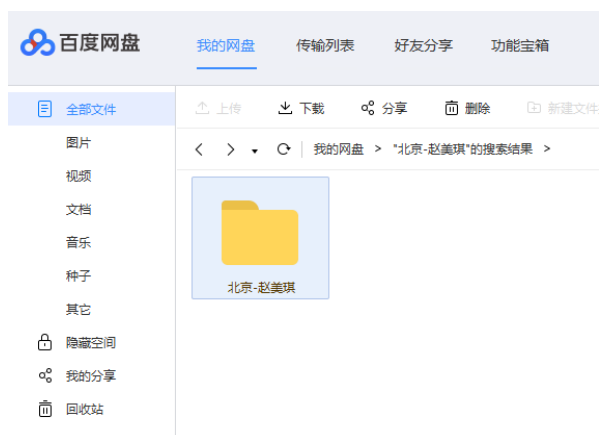 百度网盘 我的网盘 传输列表 好友分享 功能宝箱
全部文件 上传 下载 分享 删除 新建文件
图片
我的网盘 > "北京-赵美琪"的搜索结果 >
视频
文档
音乐
种子
北京-赵美琪
其它
隐藏空间
我的分享
回收站